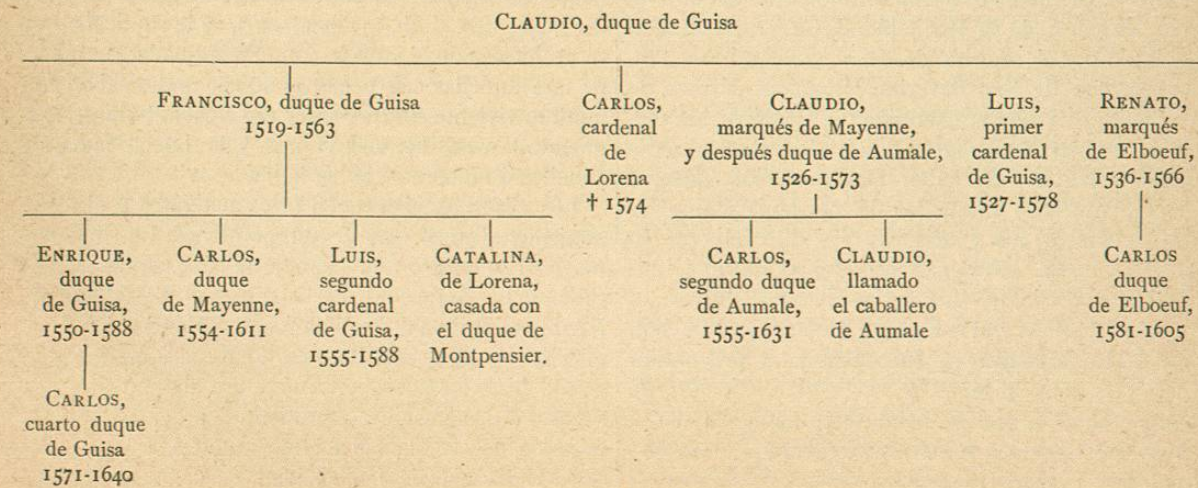 CLAUDIO, duque de Guisa
FRANCISCO, duque de Guisa
1519-1563
CARLOS,
cardenal
de
Lorena
† 1574
CLAUDIO,
marqués de Mayenne,
y después duque de Aumale,
1526-1573
LUIS,
primer
cardenal
de Guisa,
1527-1578
RENATO,
marqués
de Elboeuf,
1536-1566
ENRIQUE,
duque
de Guisa,
1550-1588
CARLOS,
duque
de Mayenne,
1554-1611
LUIS,
segundo
cardenal
de Guisa,
1555-1588
CATALINA,
de Lorena,
casada con
el duque de
Montpensier.
CARLOS,
segundo duque
de Aumale,
1555-1631
CLAUDIO,
llamado
el caballero
de Aumale
CARLOS
duque
de Elboeuf,
1581-1605
CARLOS,
cuarto duque
de Guisa
1571-1640